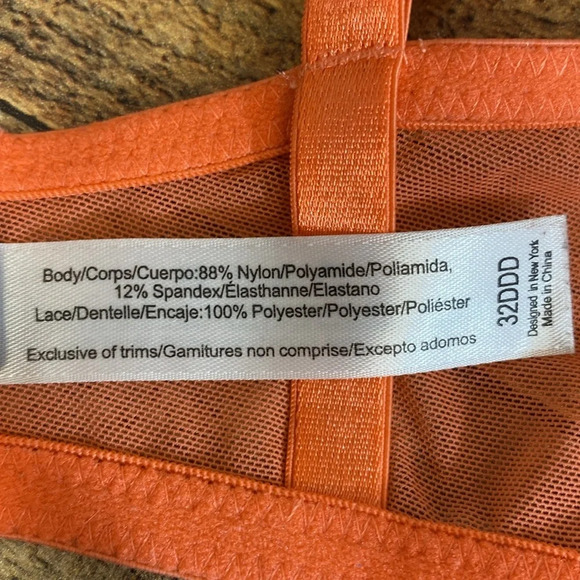 Body/Corps/Cuerpo:88% Nylon/Polyamide/Poliamida,
12% Spandex/Élasthanne/Elastano
Lace/Dentelle/Encaje:100% Polyester/Polyester/Poliéster
Exclusive of trims/Garnitures non comprise/Excepto adornos
32DDD
Designed in New York
Made in China